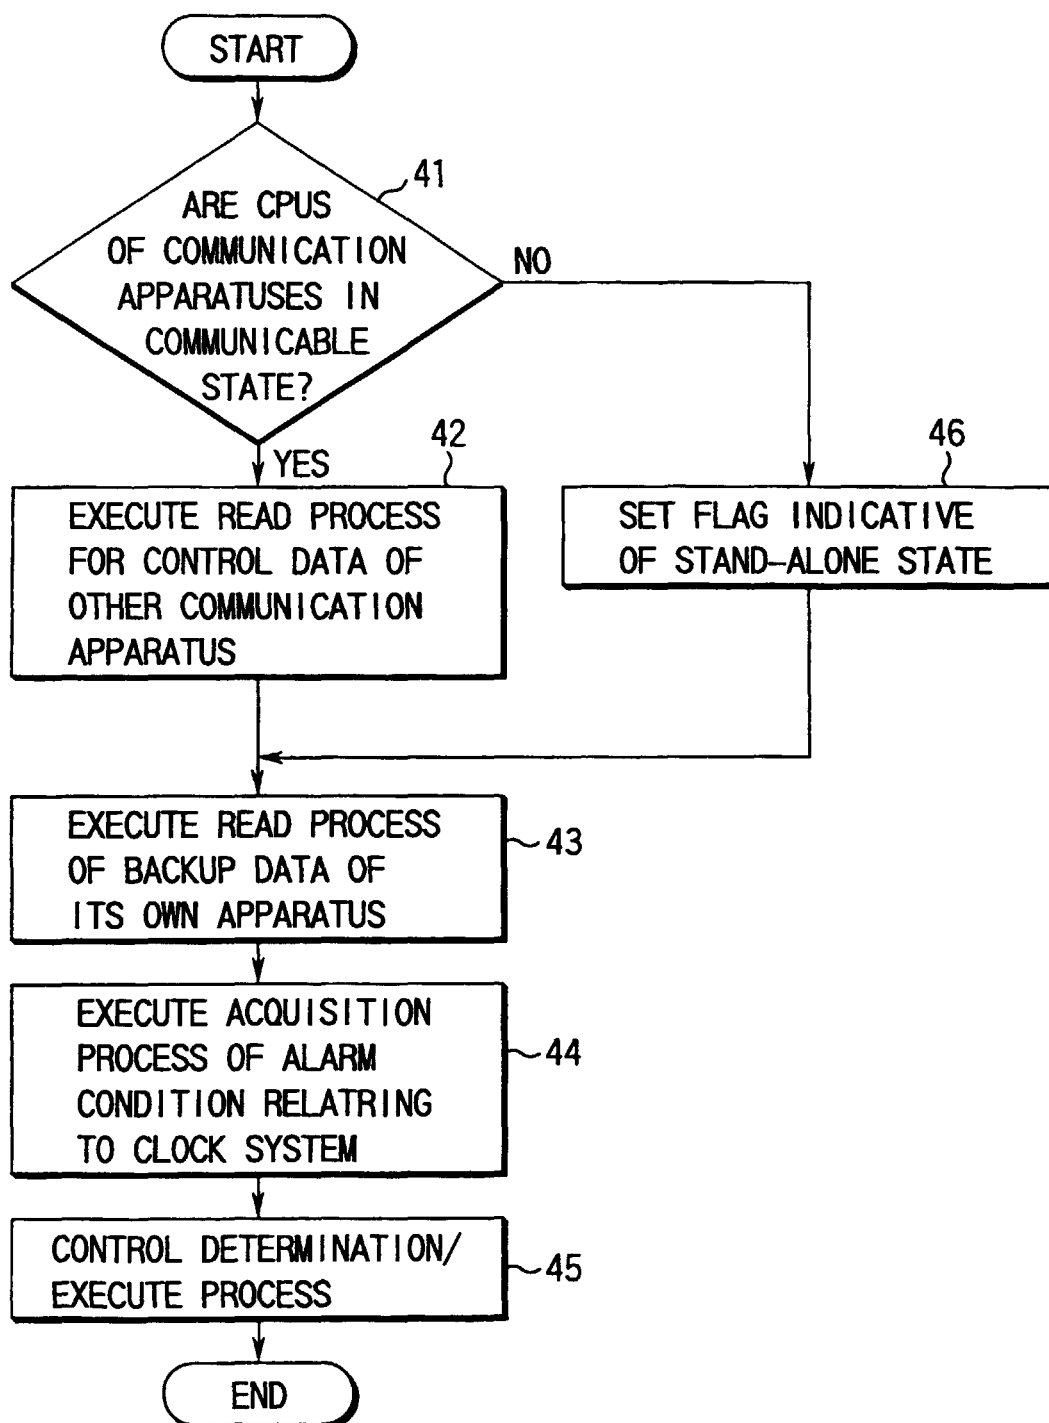 START
41
ARE CPUS
OF COMMUNICATION
APPARATUSES IN
COMMUNICABLE
STATE?
NO
YES
42
EXECUTE READ PROCESS
FOR CONTROL DATA OF
OTHER COMMUNICATION
APPARATUS
46
SET FLAG INDICATIVE
OF STAND-ALONE STATE
EXECUTE READ PROCESS
OF BACKUP DATA OF
ITS OWN APPARATUS
43
EXECUTE ACQUISITION
PROCESS OF ALARM
CONDITION RELATRING
TO CLOCK SYSTEM
44
CONTROL DETERMINATION/
EXECUTE PROCESS
45
END